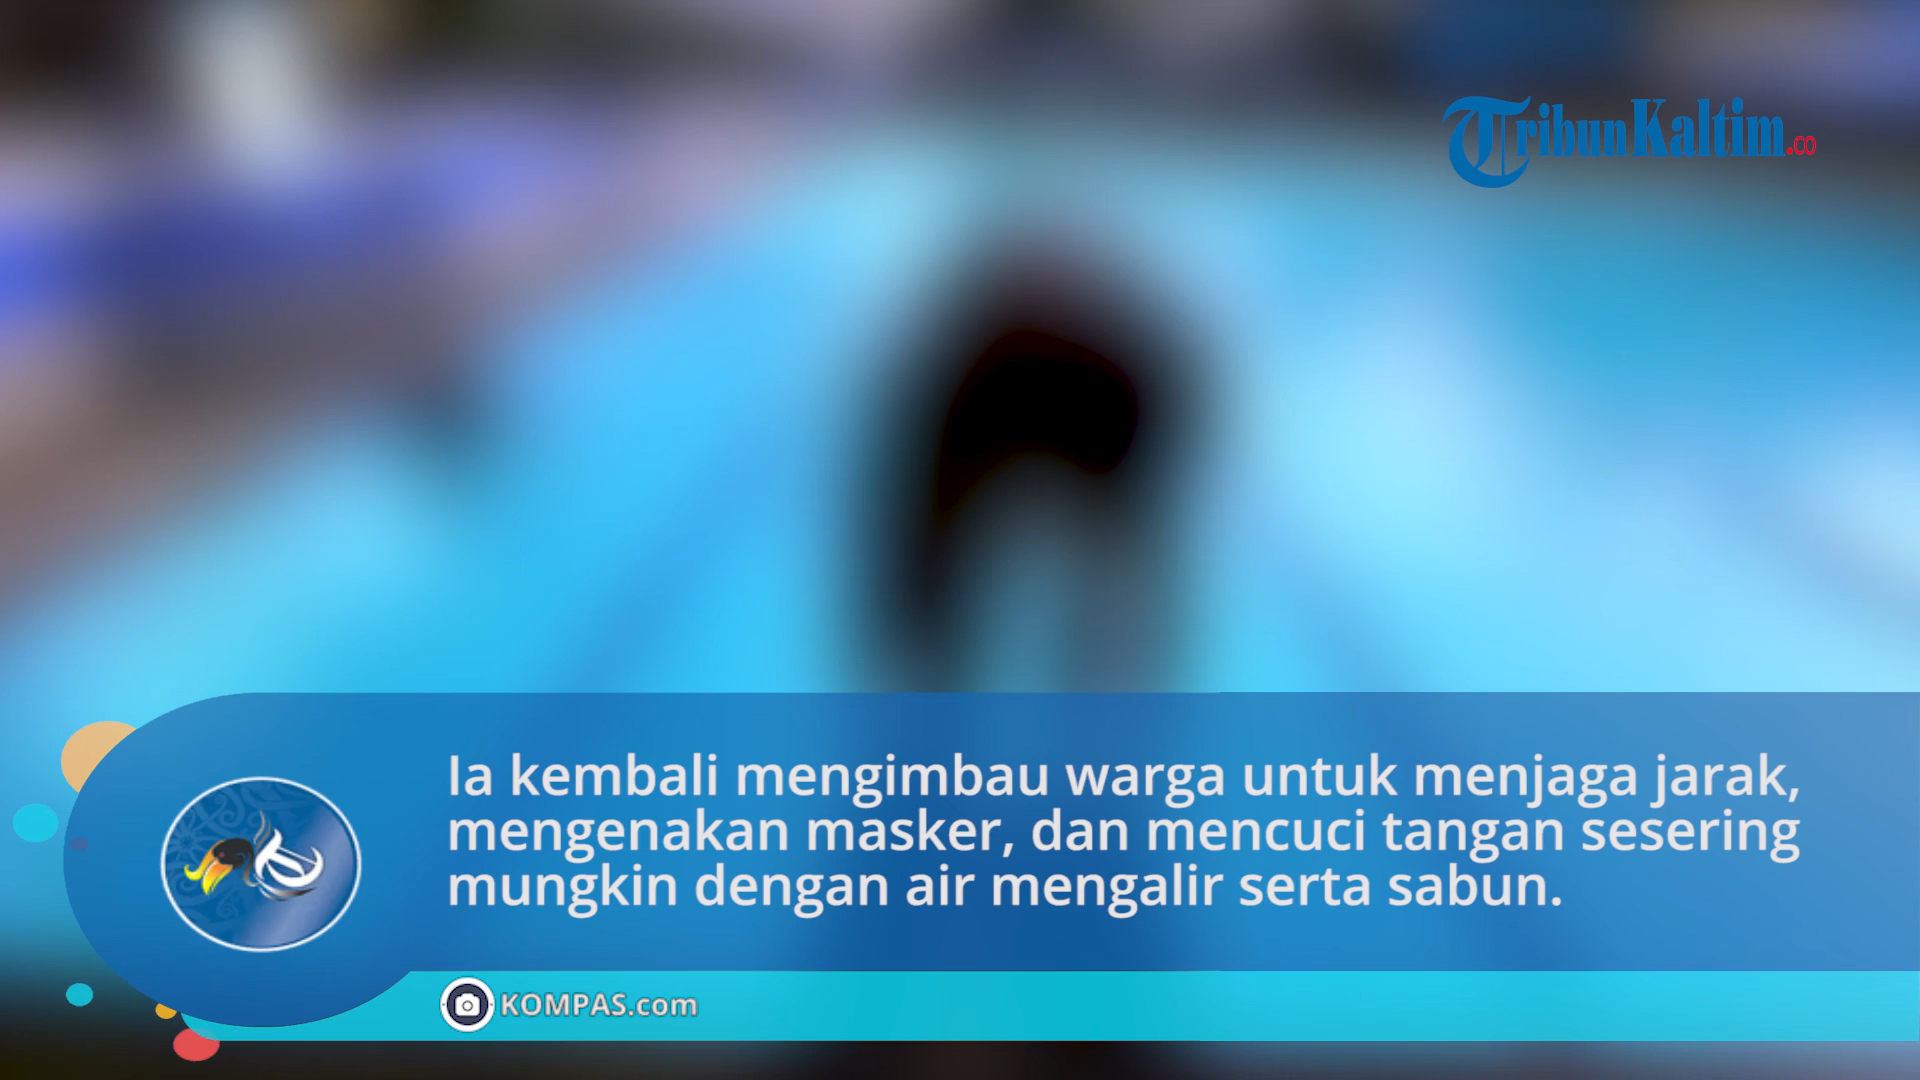 TribunKaltim.co
Ia kembali mengimbau warga untuk menjaga jarak,
mengenakan masker, dan mencuci tangan sesering
mungkin dengan air mengalir serta sabun.
KOMPAS.com